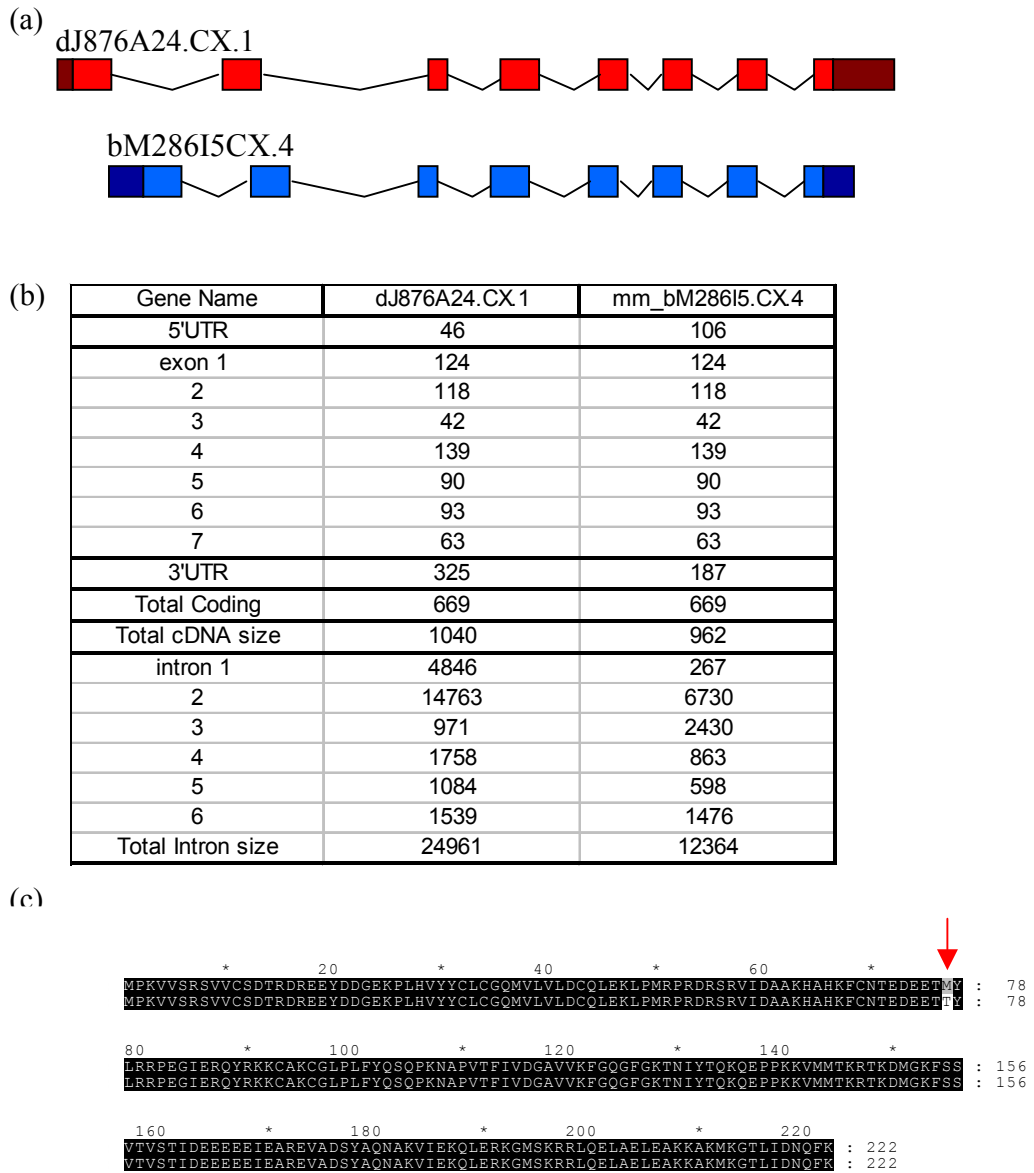 (a)
dJ876A24.CX.1
bM286I5CX.4
(b)
Gene Name dJ876A24.CX.1 mm_bM286I5.CX.4
5'UTR 46 106
exon 1 124 124
2 118 118
3 42 42
4 139 139
5 90 90
6 93 93
7 63 63
3'UTR 325 187
Total Coding 669 669
Total cDNA size 1040 962
intron 1 4846 267
2 14763 6730
3 971 2430
4 1758 863
5 1084 598
6 1539 1476
Total Intron size 24961 12364
(c)
* 20 * 40 * 60 *
MPKVVSRSVVCSDTRDREEYDDGEKPLHVYYCLCGQMVLVLDCQLEKLPMRPRDRSRVIDAAKHAHKFCNTEDEETMY : 78
MPKVVSRSVVCSDTRDREEYDDGEKPLHVYYCLCGQMVLVLDCQLEKLPMRPRDRSRVIDAAKHAHKFCNTEDEETTY : 78
80 * 100 * 120 * 140 *
LRRPEGIERQYRKKCAKCGLPLFYQSQPKNAPVTFIVDGAVVKFGQGFGKTNIYTQKQEPPKKVMMTKRTKDMGKFSS : 156
LRRPEGIERQYRKKCAKCGLPLFYQSQPKNAPVTFIVDGAVVKFGQGFGKTNIYTQKQEPPKKVMMTKRTKDMGKFSS : 156
160 * 180 * 200 * 220
VTVSTIDEEEEEIEAREVADSYAQNAKVIEKQLERKGMSKRRLQELAELEAKKAKMKGTLIDNQFK : 222
VTVSTIDEEEEEIEAREVADSYAQNAKVIEKQLERKGMSKRRLQELAELEAKKAKMKGTLIDNQFK : 222